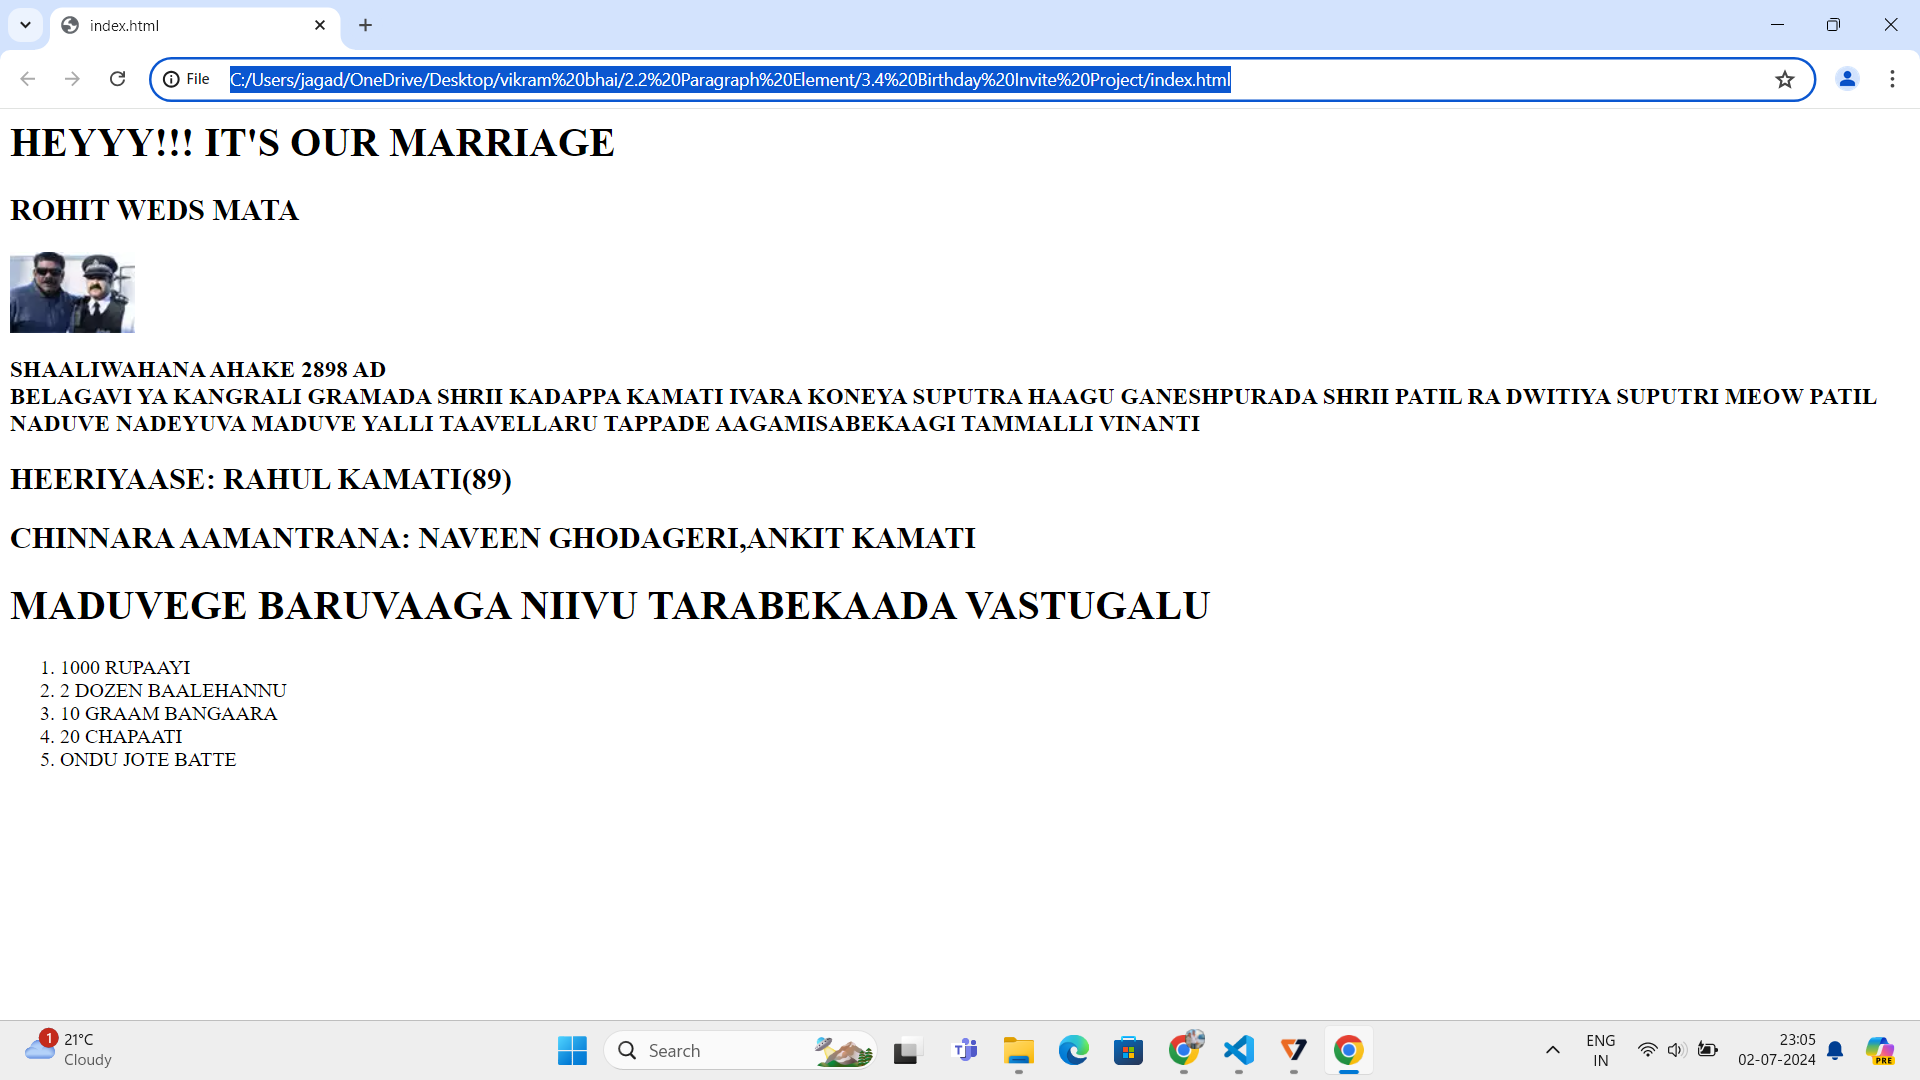 index.html
File C:/Users/jagad/OneDrive/Desktop/vikram%20bhai/2.2%20Paragraph%20Element/3.4%20Birthday%20Invite%20Project/index.html
HEYYY!!! IT'S OUR MARRIAGE
ROHIT WEDS MATA
SHAALIWAHANA AHAKE 2898 AD
BELAGAVI YA KANGRALI GRAMADA SHRII KADAPPA KAMATI IVARA KONEYA SUPUTRA HAAGU GANESHPURADA SHRII PATIL RA DWITIYA SUPUTRI MEOW PATIL
NADUVE NADEYUVA MADUVE YALLI TAAVELLARU TAPPADE AAGAMISABEKAAGI TAMMALLI VINANTI
HEERIYAASE: RAHUL KAMATI(89)
CHINNARA AAMANTRANA: NAVEEN GHODAGERI,ANKIT KAMATI
MADUVEGE BARUVAAGA NIIVU TARABEKAADA VASTUGALU
1. 1000 RUPAAYI
2. 2 DOZEN BAALEHANNU
3. 10 GRAAM BANGAARA
4. 20 CHAPAATI
5. ONDU JOTE BATTE
1 21°C
Cloudy
Search
ENG
IN
23:05
02-07-2024
PRE